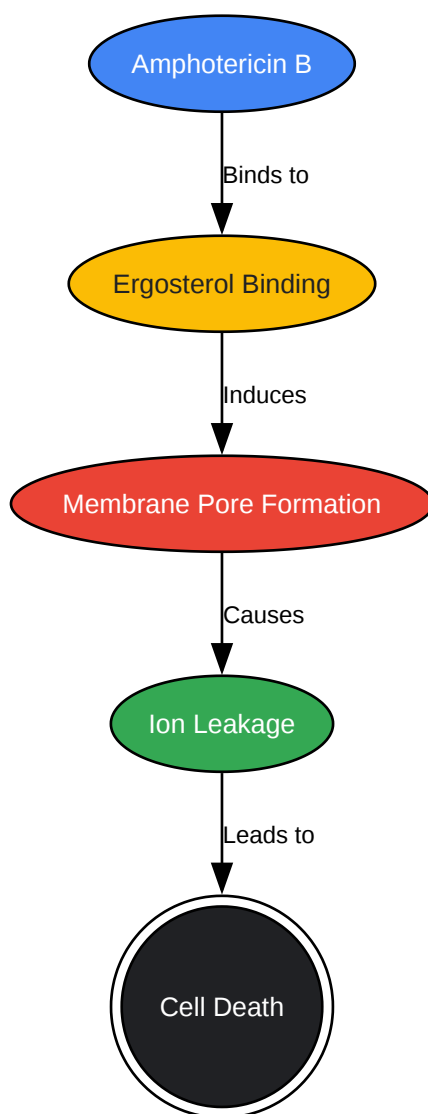 Amphotericin B
Binds to
Ergosterol Binding
Induces
Membrane Pore Formation
Causes
Ion Leakage
Leads to
Cell Death